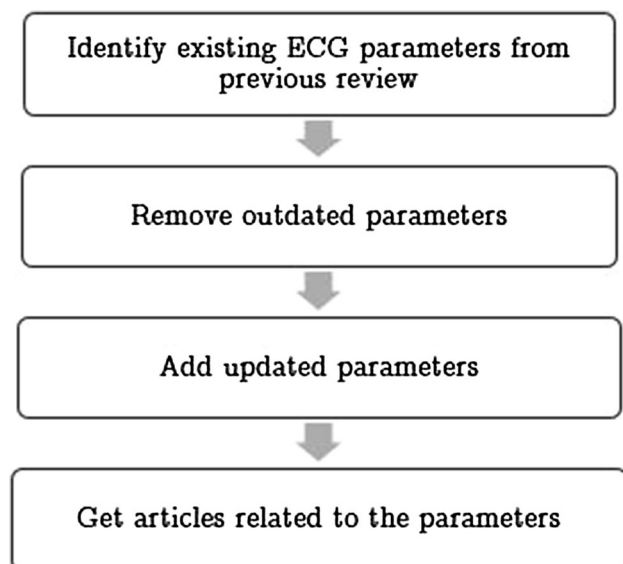 Identify existing ECG parameters from
previous review
Remove outdated parameters
Add updated parameters
Get articles related to the parameters